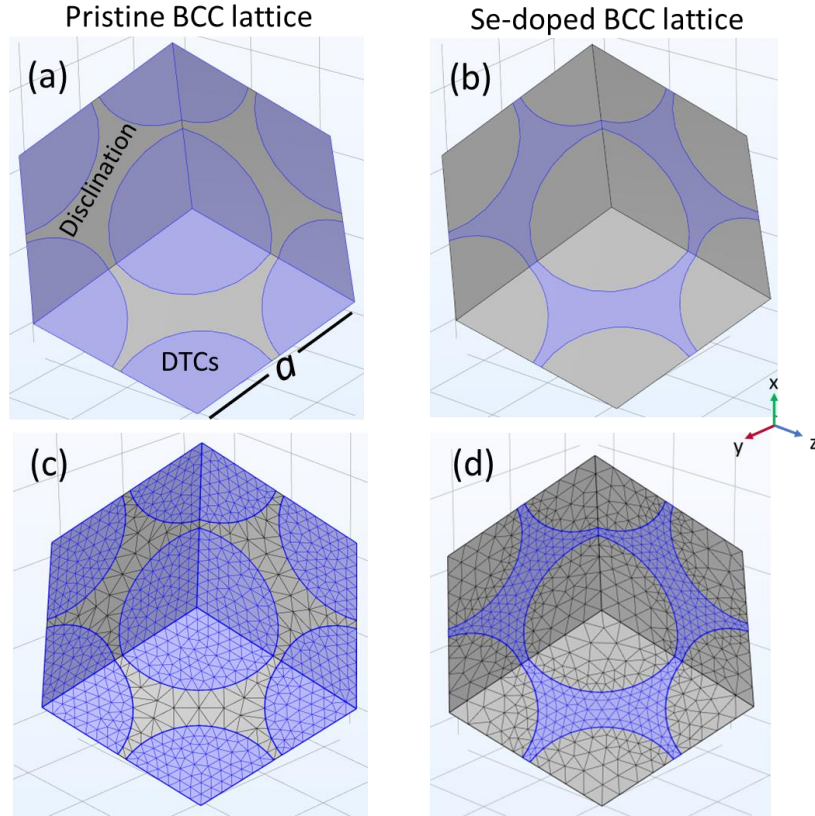 Pristine BCC lattice
Se-doped BCC lattice
(a)
(b)
Disclination
DTCs
a
x
y
z
(c)
(d)